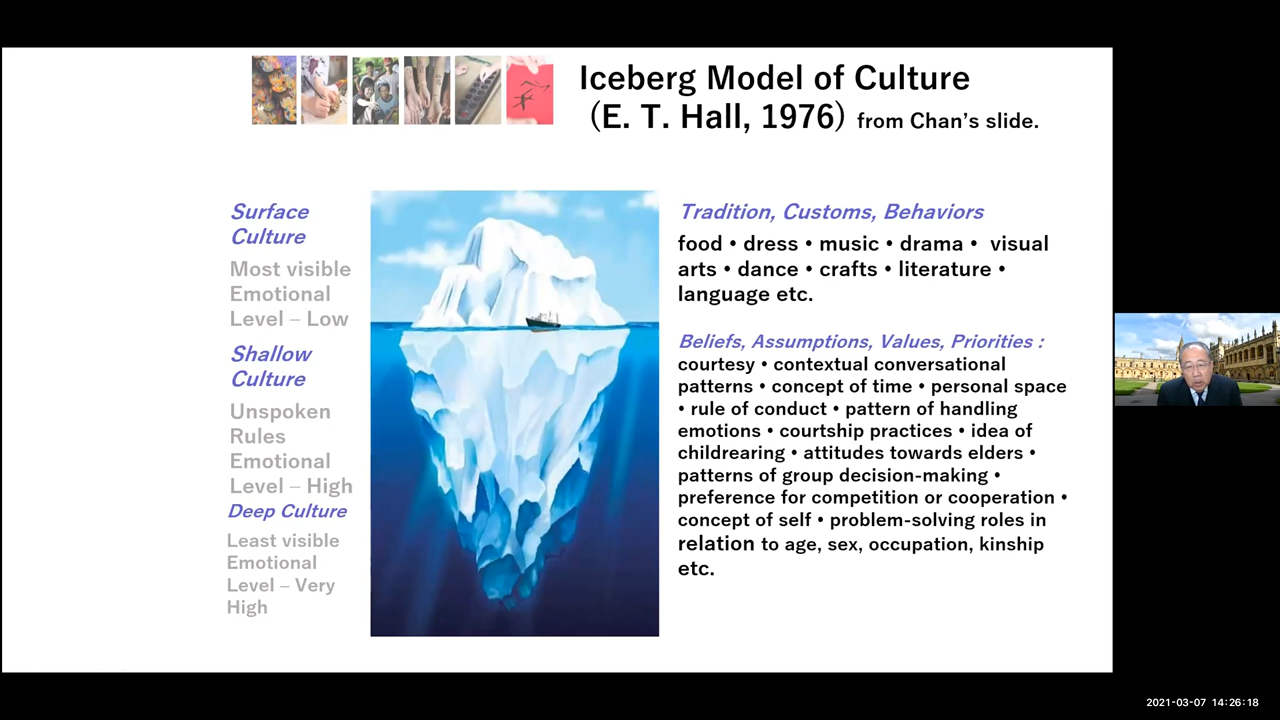 Iceberg Model of Culture
(E. T. Hall, 1976) from Chan's slide.
Surface
Culture
Most visible
Emotional
Level – Low
Shallow
Culture
Unspoken
Rules
Emotional
Level – High
Deep Culture
Least visible
Emotional
Level – Very
High
Tradition, Customs, Behaviors
food • dress • music • drama • visual
arts • dance • crafts • literature •
language etc.
Beliefs, Assumptions, Values, Priorities :
courtesy • contextual conversational
patterns • concept of time • personal space
• rule of conduct • pattern of handling
emotions • courtship practices • idea of
childrearing • attitudes towards elders •
patterns of group decision-making •
preference for competition or cooperation •
concept of self • problem-solving roles in
relation to age, sex, occupation, kinship
etc.
2021-03-07 14:26:18